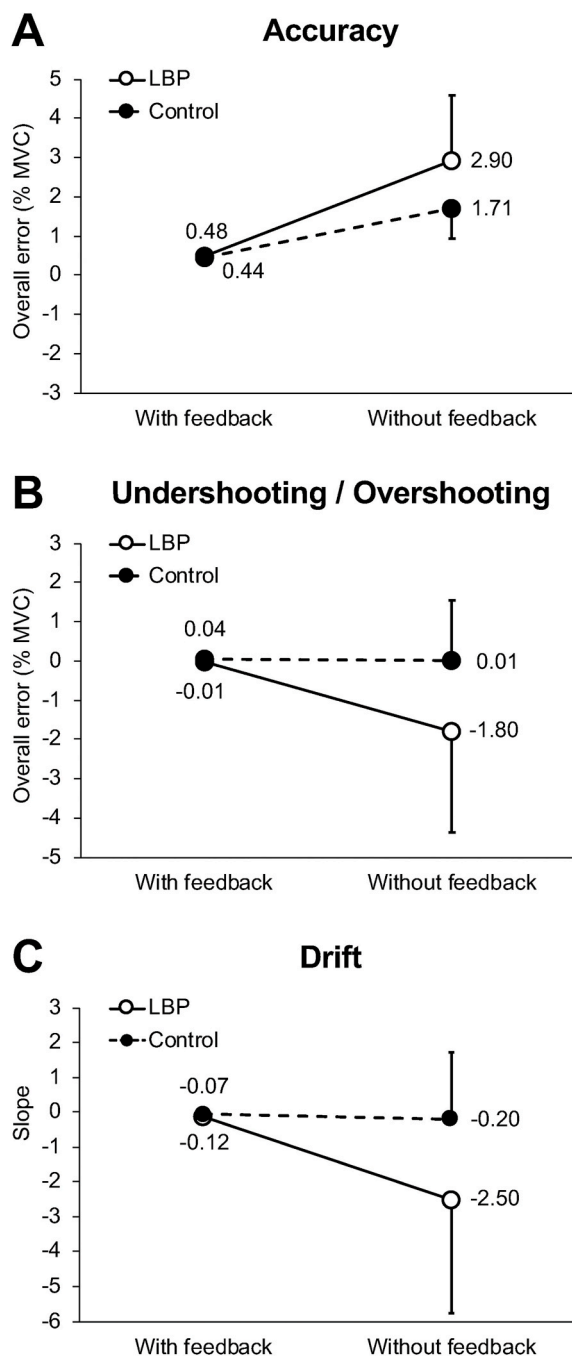 A Accuracy
LBP
Control
Overall error (% MVC)
5
4
3
2
1
0
-1
-2
-3
0.48
0.44
2.90
1.71
With feedback Without feedback
B Undershooting / Overshooting
LBP
Control
Overall error (% MVC)
3
2
1
0
-1
-2
-3
-4
-5
0.04
-0.01
0.01
-1.80
With feedback Without feedback
C Drift
LBP
Control
Slope
3
2
1
0
-1
-2
-3
-4
-5
-6
-0.07
-0.12
-0.20
-2.50
With feedback Without feedback